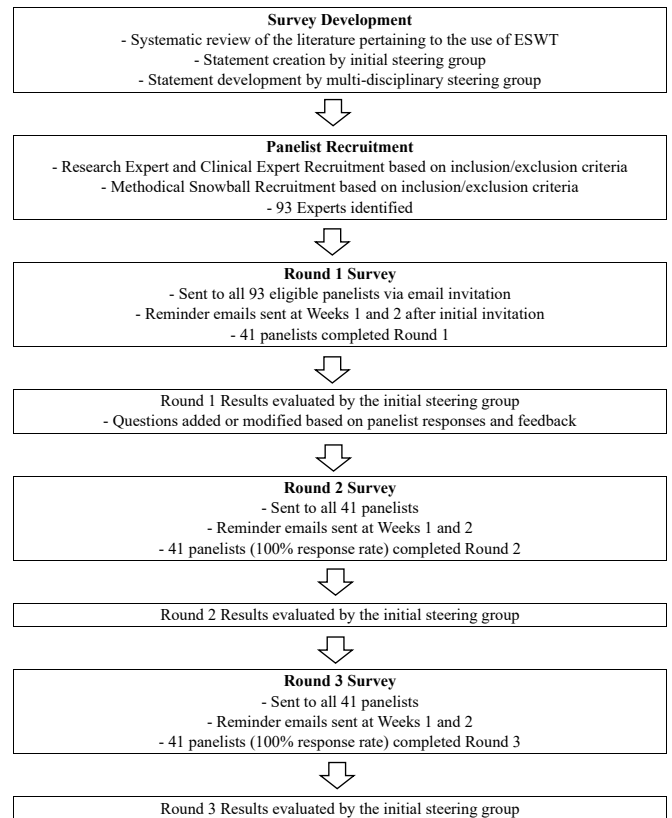 Survey Development
- Systematic review of the literature pertaining to the use of ESWT
- Statement creation by initial steering group
- Statement development by multi-disciplinary steering group
Panelist Recruitment
- Research Expert and Clinical Expert Recruitment based on inclusion/exclusion criteria
- Methodical Snowball Recruitment based on inclusion/exclusion criteria
- 93 Experts identified
Round 1 Survey
- Sent to all 93 eligible panelists via email invitation
- Reminder emails sent at Weeks 1 and 2 after initial invitation
- 41 panelists completed Round 1
Round 1 Results evaluated by the initial steering group
- Questions added or modified based on panelist responses and feedback
Round 2 Survey
- Sent to all 41 panelists
- Reminder emails sent at Weeks 1 and 2
- 41 panelists (100% response rate) completed Round 2
Round 2 Results evaluated by the initial steering group
Round 3 Survey
- Sent to all 41 panelists
- Reminder emails sent at Weeks 1 and 2
- 41 panelists (100% response rate) completed Round 3
Round 3 Results evaluated by the initial steering group